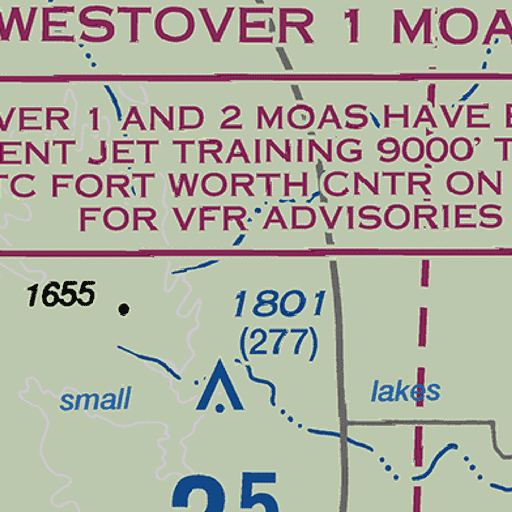 WESTOVER 1 MOA
VER 1 AND 2 MOAS HAVE E
ENT JET TRAINING 9000' T
TC FORT WORTH CNTR ON
FOR VFR ADVISORIES
1655
1801
(277)
small lakes
25